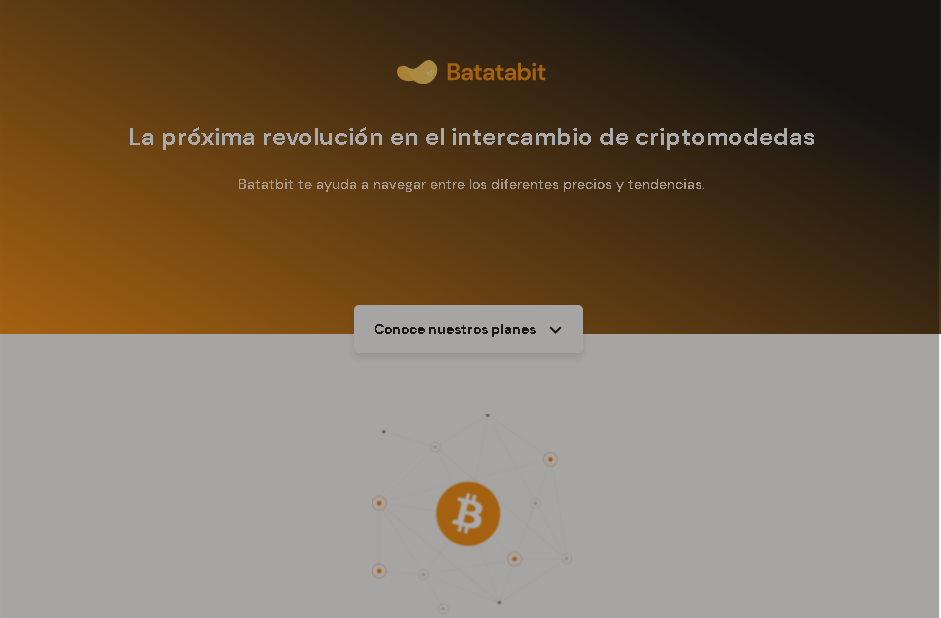 Batatabit
La próxima revolución en el intercambio de criptomodedas
Batatbit te ayuda a navegar entre los diferentes precios y tendencias.
Conoce nuestros planes